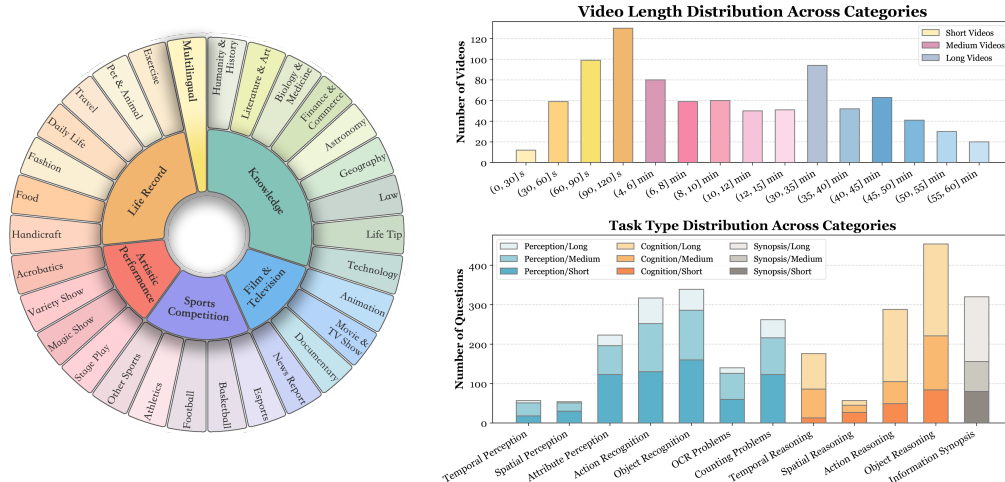 Multilingual
Humanity &
History
Literature & Art
Biology &
Medicine
Finance &
Commerce
Astronomy
Geography
Law
Life Tip
Technology
Animation
Movie &
TV Show
Documentary
News Report
Esports
Basketball
Football
Athletics
Other Sports
Stage Play
Magic Show
Variety Show
Acrobatics
Handicraft
Food
Fashion
Daily Life
Travel
Pet & Animal
Exercise
Life Record
Knowledge
Film &
Television
Sports
Competition
Artistic
Performance
Video Length Distribution Across Categories
Number of Videos
120
100
80
60
40
20
0
Short Videos
Medium Videos
Long Videos
(0, 30] s
(30, 60] s
(60, 90] s
(90, 120] s
(4, 6] min
(6, 8] min
(8, 10] min
(10, 12] min
(12, 15] min
(30, 35] min
(35, 40] min
(40, 45] min
(45, 50] min
(50, 55] min
(55, 60] min
Task Type Distribution Across Categories
Number of Questions
400
300
200
100
0
Perception/Long
Perception/Medium
Perception/Short
Cognition/Long
Cognition/Medium
Cognition/Short
Synopsis/Long
Synopsis/Medium
Synopsis/Short
Temporal Perception
Spatial Perception
Attribute Perception
Action Recognition
Object Recognition
OCR Problems
Counting Problems
Temporal Reasoning
Spatial Reasoning
Action Reasoning
Object Reasoning
Information Synopsis